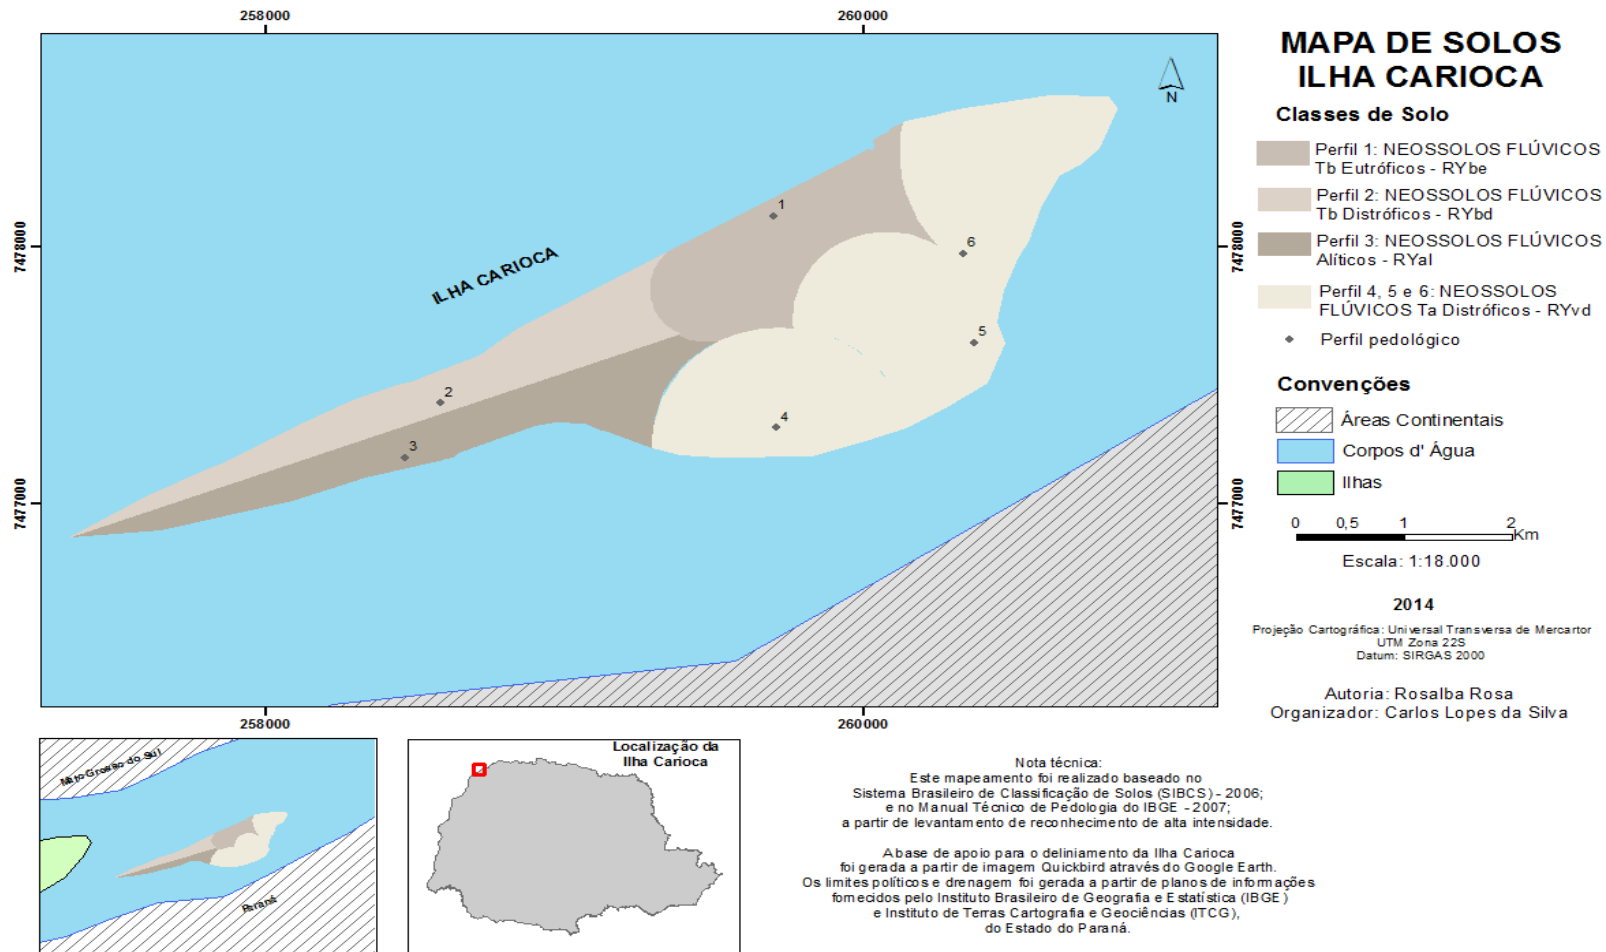 258000
260000
MAPA DE SOLOS
ILHA CARIOCA
Classes de Solo
Perfil 1: NEOSSOLOS FLÚVICOS
Tb Eutróficos - RYbe
Perfil 2: NEOSSOLOS FLÚVICOS
Tb Distróficos - RYbd
Perfil 3: NEOSSOLOS FLÚVICOS
Alíticos - RYal
Perfil 4, 5 e 6: NEOSSOLOS
FLÚVICOS Ta Distróficos - RYvd
Perfil pedológico
Convenções
Áreas Continentais
Corpos d' Água
Ilhas
0 0,5 1 2
Km
Escala: 1:18.000
2014
Projeção Cartográfica: Universal Transversa de Mercartor
UTM Zona 22S
Datum: SIRGAS 2000
Autoria: Rosalba Rosa
Organizador: Carlos Lopes da Silva
N
1
6
7478000
7478000
ILHA CARIOCA
5
2
4
3
7477000
7477000
258000
260000
Mato Grosso do Sul
Paraná
Localização da
Ilha Carioca
Nota técnica:
Este mapeamento foi realizado baseado no
Sistema Brasileiro de Classificação de Solos (SIBCS) - 2006;
e no Manual Técnico de Pedologia do IBGE - 2007;
a partir de levantamento de reconhecimento de alta intensidade.
A base de apoio para o deliniamento da Ilha Carioca
foi gerada a partir de imagem Quickbird através do Google Earth.
Os limites políticos e drenagem foi gerada a partir de planos de informações
fornecidos pelo Instituto Brasileiro de Geografia e Estatística (IBGE)
e Instituto de Terras Cartografia e Geociências (ITCG),
do Estado do Paraná.